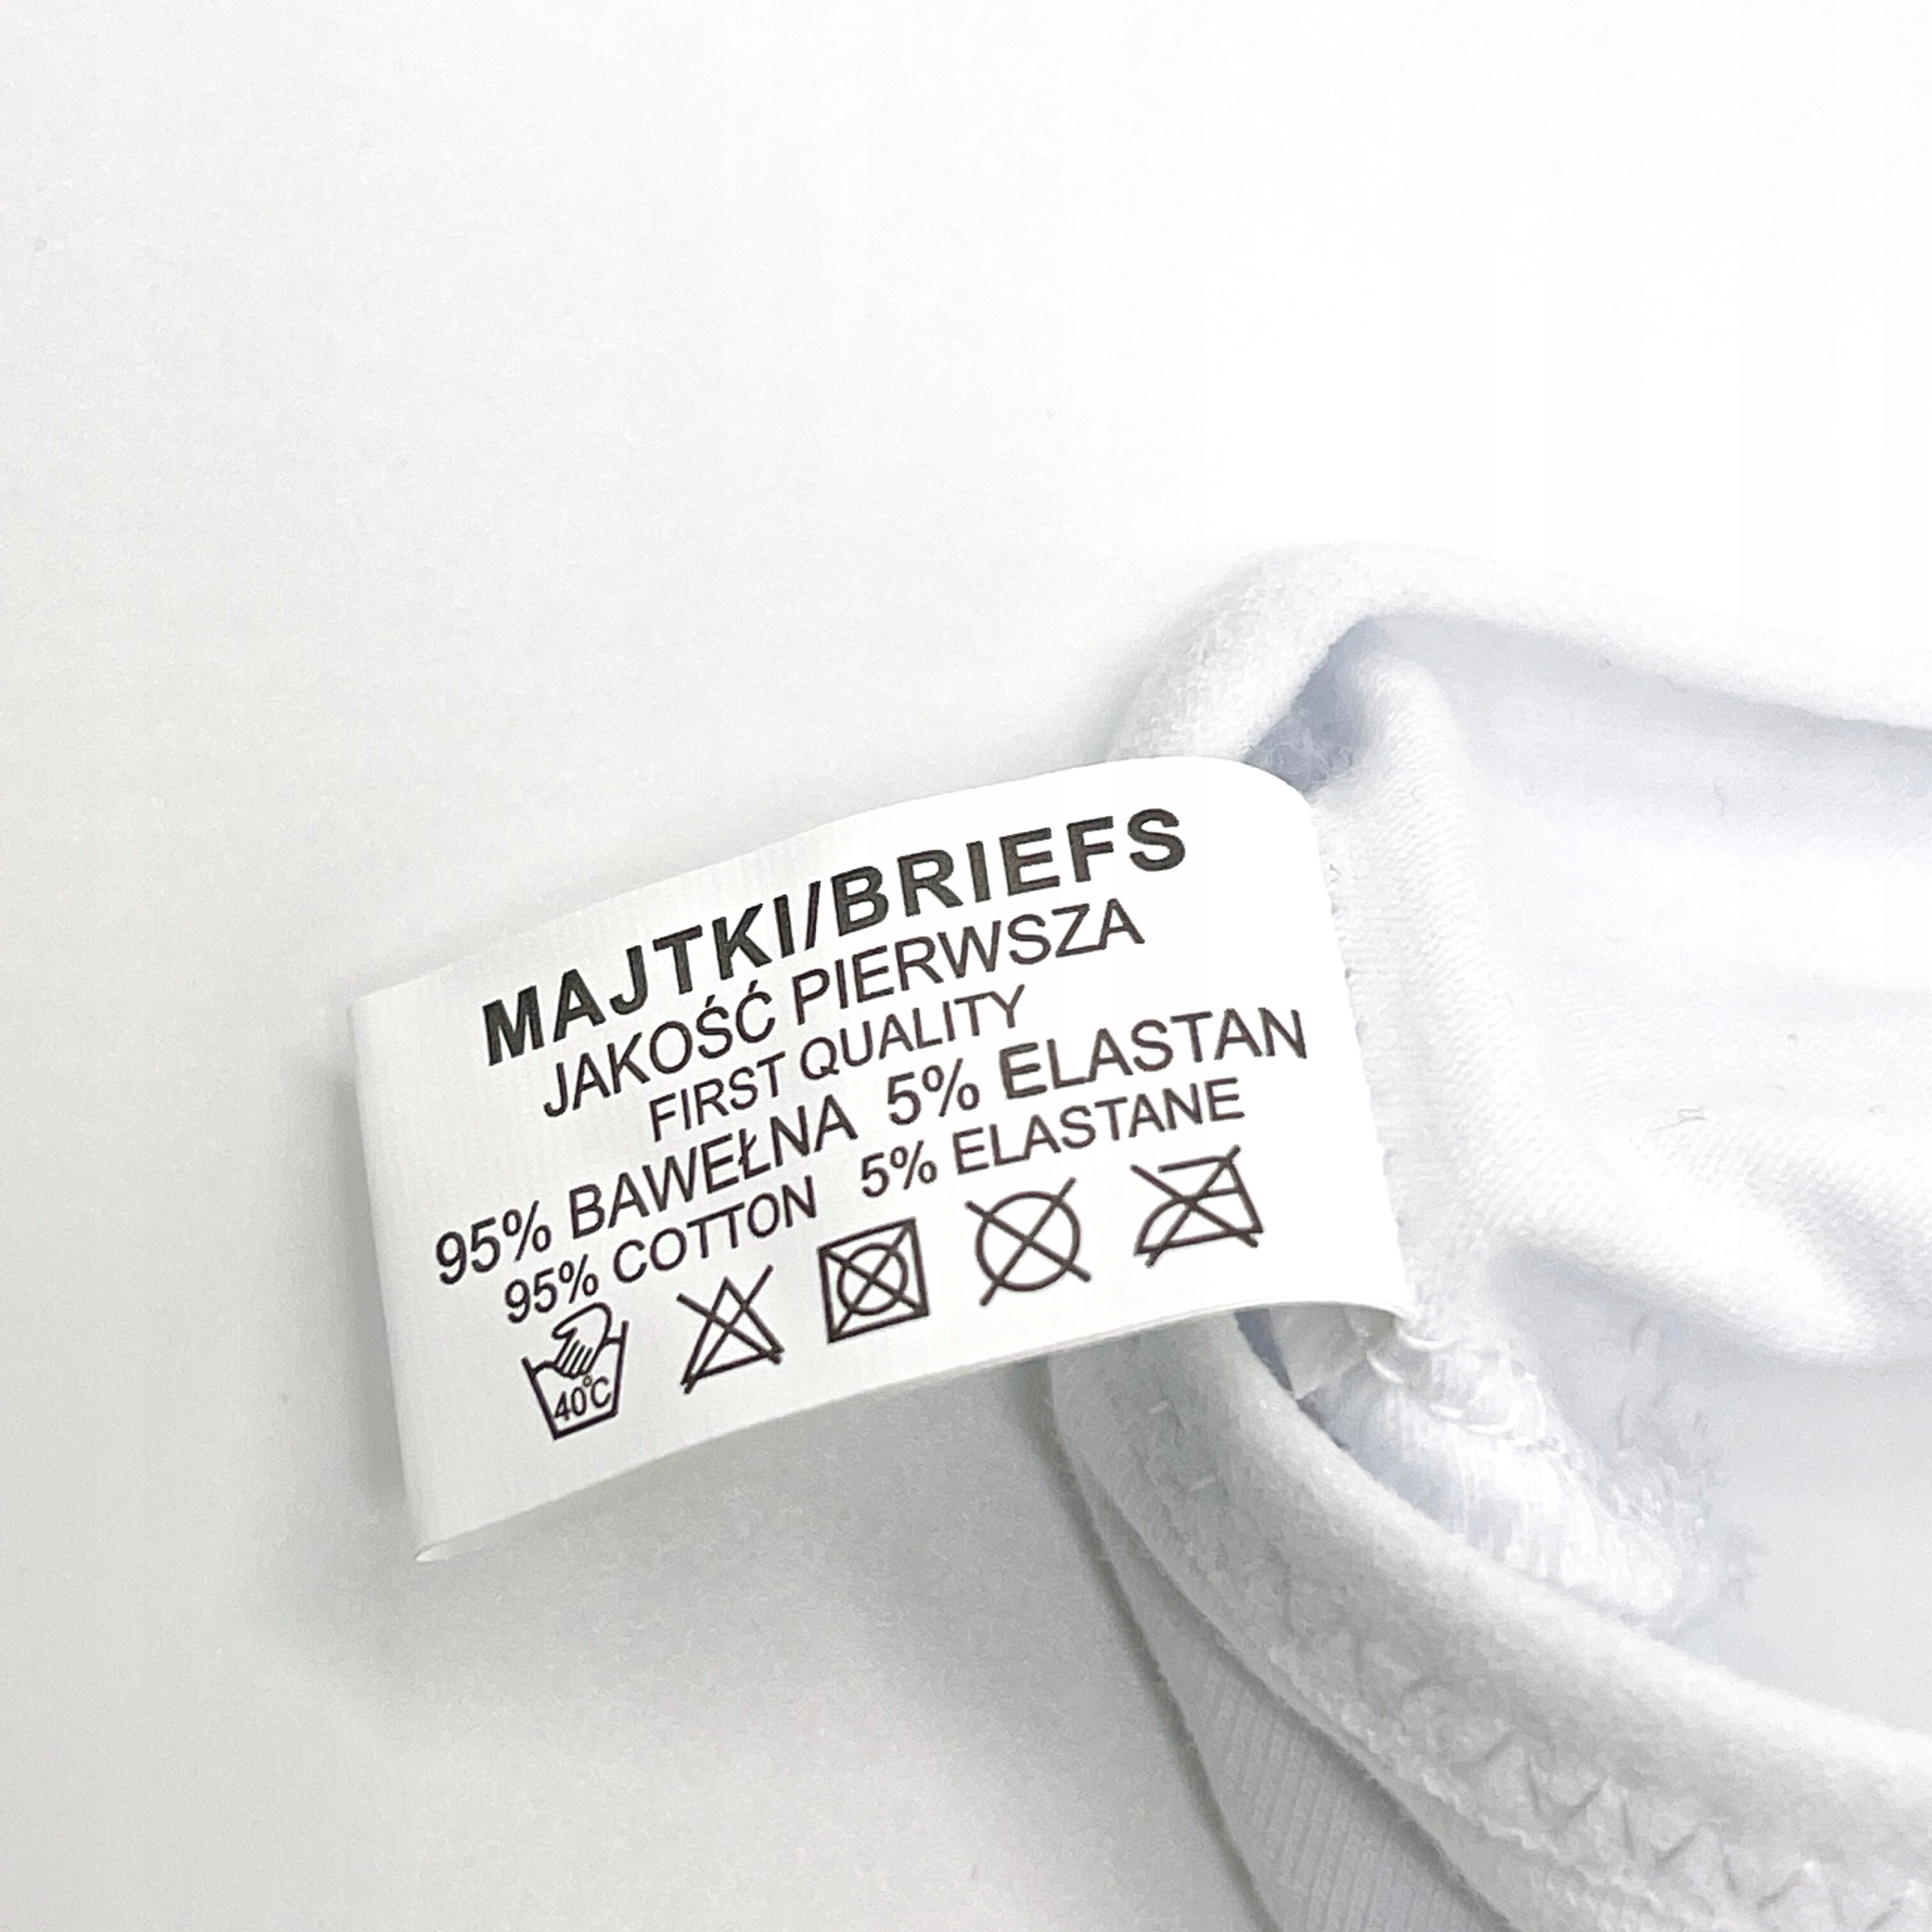 MAJTKI/BRIEFS
JAKOŚĆ PIERWSZA
FIRST QUALITY
95% BAWEŁNA 5% ELASTAN
95% COTTON 5% ELASTANE
40°C